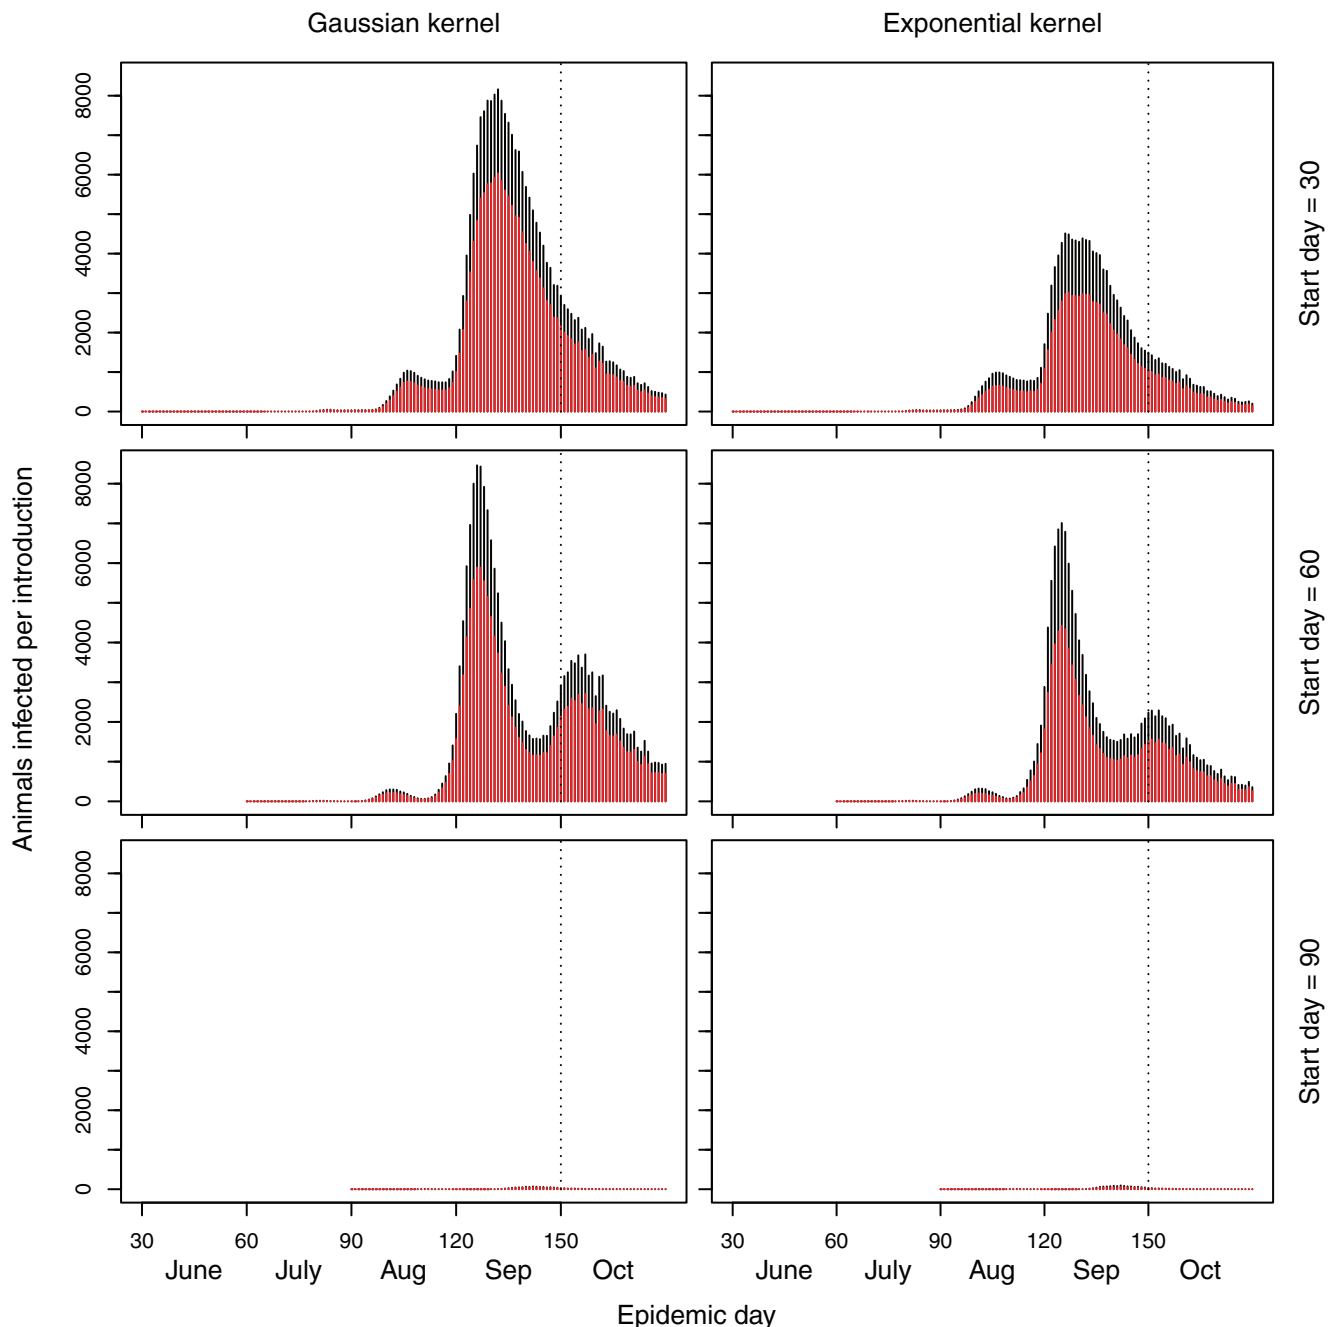 Gaussian kernel
Exponential kernel
8000
6000
4000
2000
0
Start day = 30
8000
6000
4000
2000
0
Start day = 60
Animals infected per introduction
8000
6000
4000
2000
0
Start day = 90
30 60 90 120 150
June July Aug Sep Oct
30 60 90 120 150
June July Aug Sep Oct
Epidemic day